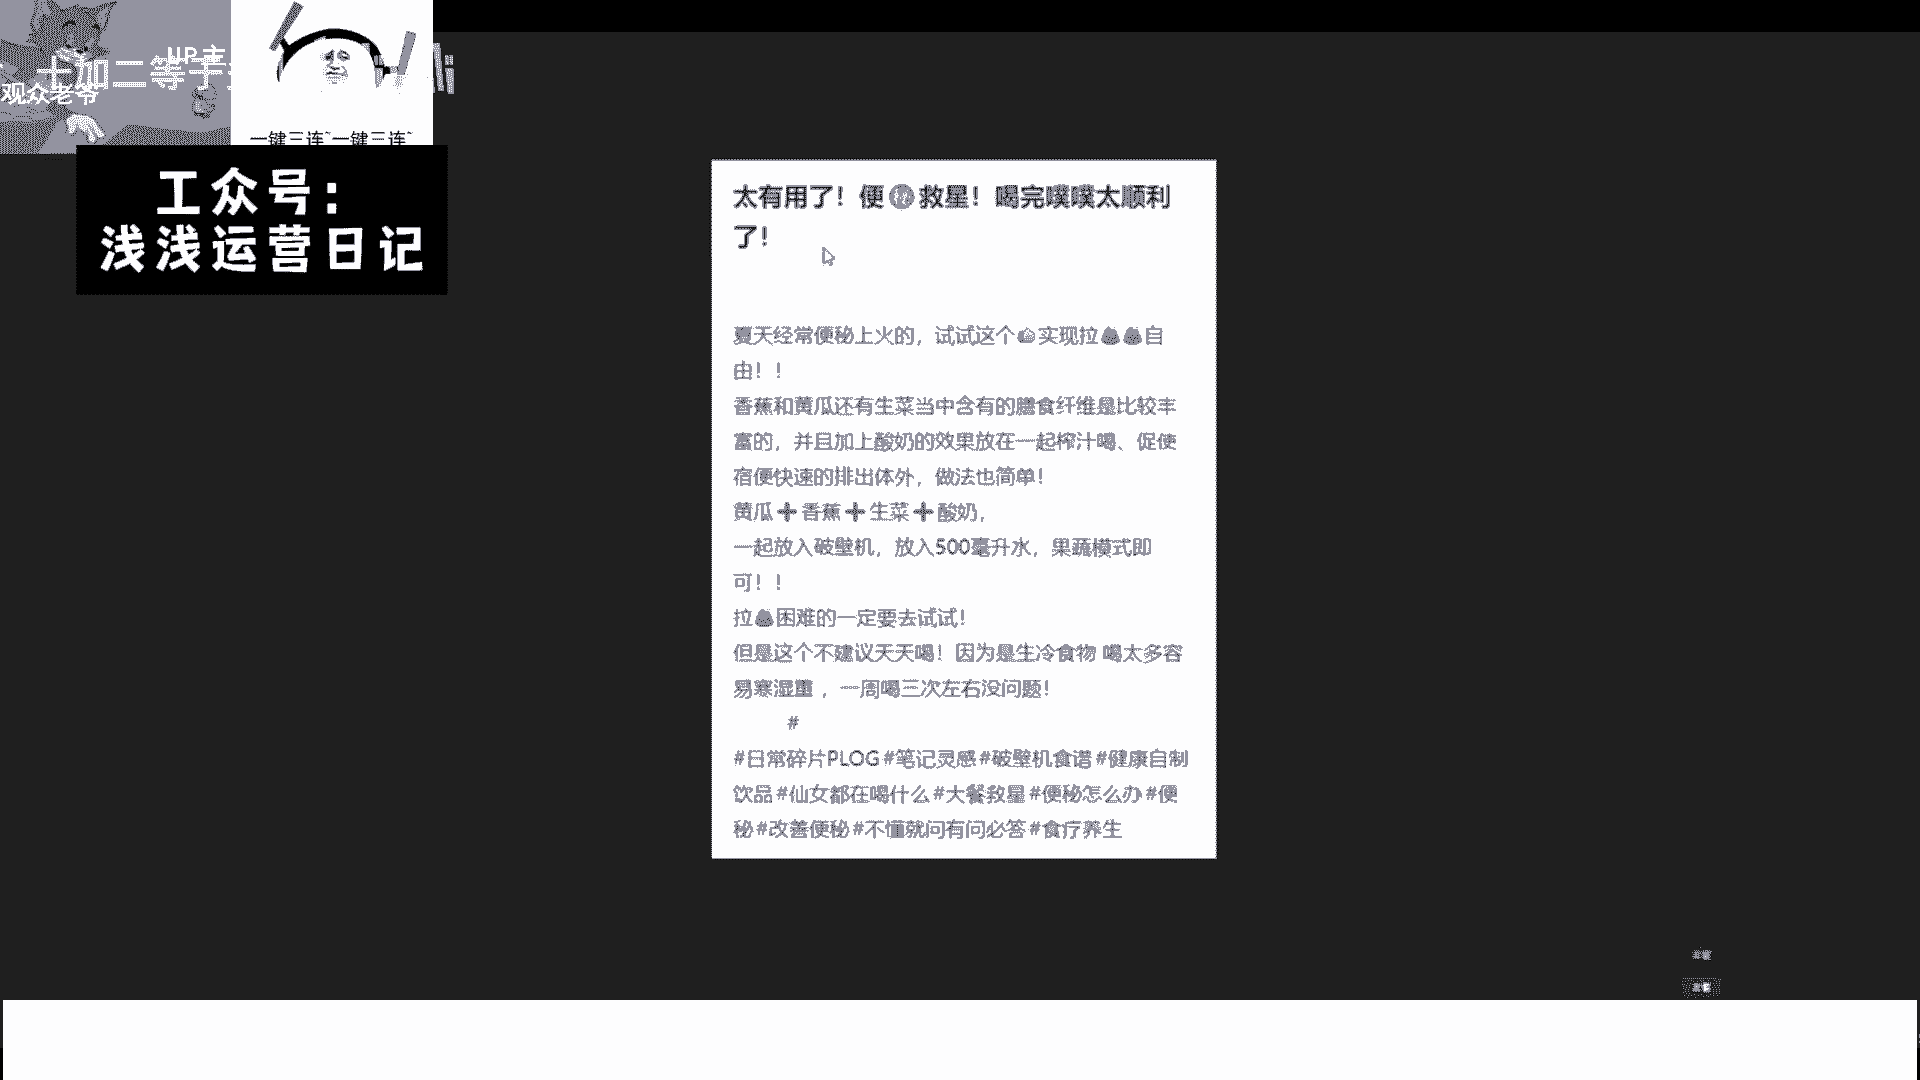 UP主
十加二等于
观众老爷
一键三连~一键三连~
工众号：
浅浅运营日记
太有用了！便㊙救星！喝完噗噗太顺利
了！
夏天经常便秘上火的，试试这个实现拉💩💩自
由！！
香蕉和黄瓜还有生菜当中含有的膳食纤维是比较丰
富的，并且加上酸奶的效果放在一起榨汁喝、促使
宿便快速的排出体外，做法也简单！
黄瓜➕香蕉➕生菜➕酸奶，
一起放入破壁机，放入500毫升水，果蔬模式即
可！！
拉💩困难的一定要去试试！
但是这个不建议天天喝！因为是生冷食物 喝太多容
易寒湿重 ，一周喝三次左右没问题！
#
#日常碎片PLOG#笔记灵感#破壁机食谱#健康自制
饮品#仙女都在喝什么#大餐救星#便秘怎么办#便
秘#改善便秘#不懂就问有问必答#食疗养生